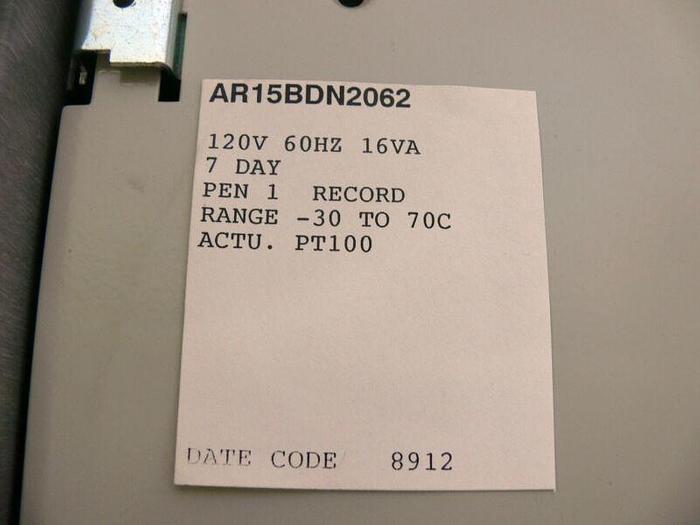 AR15BDN2062
120V 60HZ 16VA
7 DAY
PEN 1 RECORD
RANGE -30 TO 70C
ACTU. PT100
DATE CODE 8912